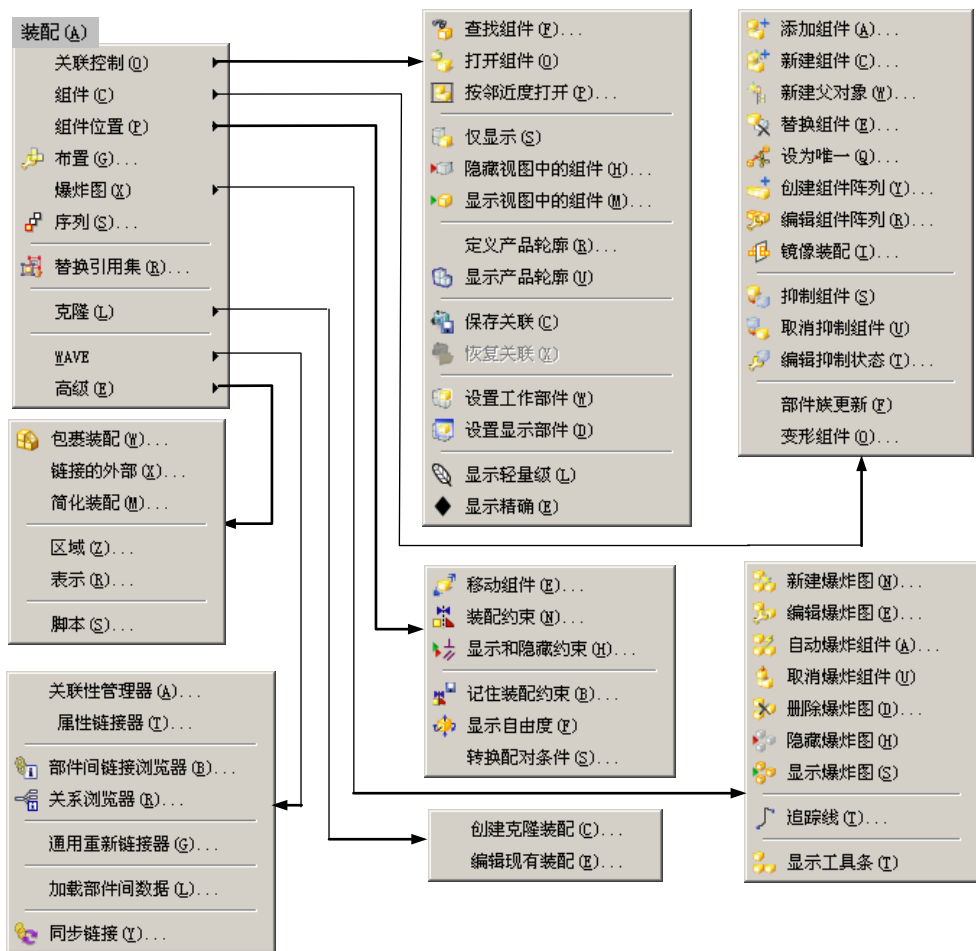 装配(A)
关联控制(O)
组件(C)
组件位置(P)
布置(G)...
爆炸图(X)
序列(S)...
替换引用集(R)...
克隆(L)
WAVE
高级(E)
查找组件(F)...
打开组件(O)
按邻近度打开(P)...
仅显示(S)
隐藏视图中的组件(H)...
显示视图中的组件(M)...
定义产品轮廓(R)...
显示产品轮廓(U)
保存关联(C)
恢复关联(X)
设置工作部件(W)
设置显示部件(D)
显示轻量级(L)
显示精确(E)
添加组件(A)...
新建组件(C)...
新建父对象(W)...
替换组件(E)...
设为唯一(Q)...
创建组件阵列(Y)...
编辑组件阵列(R)...
镜像装配(I)...
抑制组件(S)
取消抑制组件(U)
编辑抑制状态(T)...
部件族更新(F)
变形组件(O)...
包裹装配(W)...
链接的外部(X)...
简化装配(M)...
区域(Z)...
表示(R)...
脚本(S)...
移动组件(E)...
装配约束(N)...
显示和隐藏约束(H)...
记住装配约束(B)...
显示自由度(F)
转换配对条件(S)...
新建爆炸图(N)...
编辑爆炸图(E)...
自动爆炸组件(A)...
取消爆炸组件(U)
删除爆炸图(D)...
隐藏爆炸图(H)
显示爆炸图(S)
追踪线(T)...
显示工具条(T)
关联性管理器(A)...
属性链接器(T)...
部件间链接浏览器(B)...
关系浏览器(R)...
通用重新链接器(G)...
加载部件间数据(L)...
同步链接(Y)...
创建克隆装配(C)...
编辑现有装配(E)...